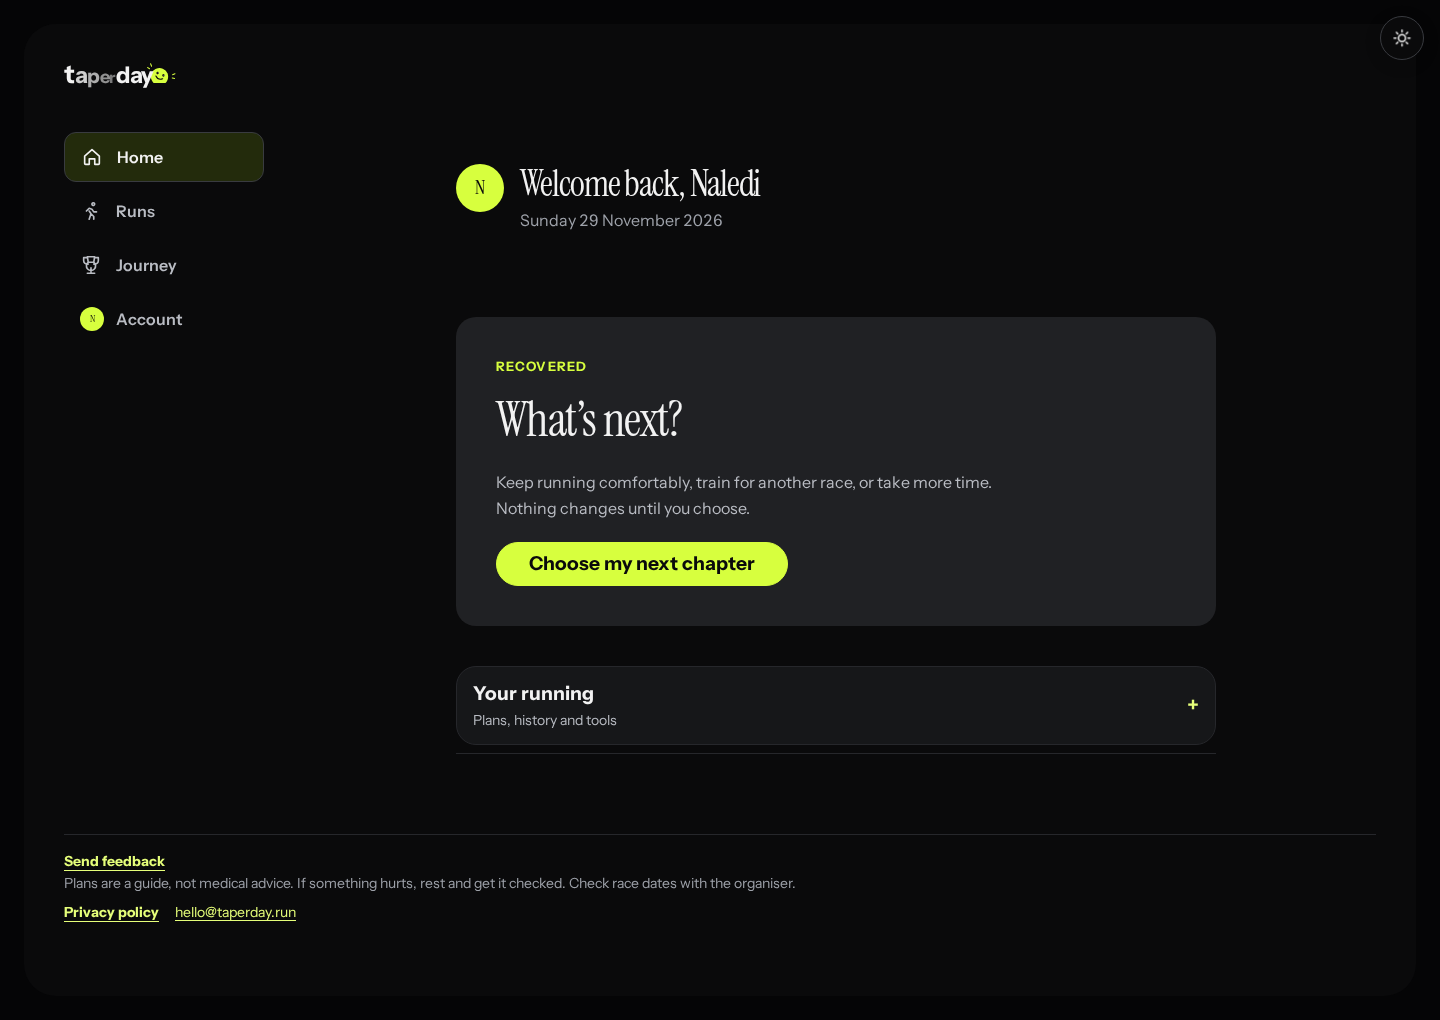 taperday
Home
Runs
Journey
N Account
N
Welcome back, Naledi
Sunday 29 November 2026
RECOVERED
What's next?
Keep running comfortably, train for another race, or take more time.
Nothing changes until you choose.
Choose my next chapter
Your running
Plans, history and tools
+
Send feedback
Plans are a guide, not medical advice. If something hurts, rest and get it checked. Check race dates with the organiser.
Privacy policy hello@taperday.run